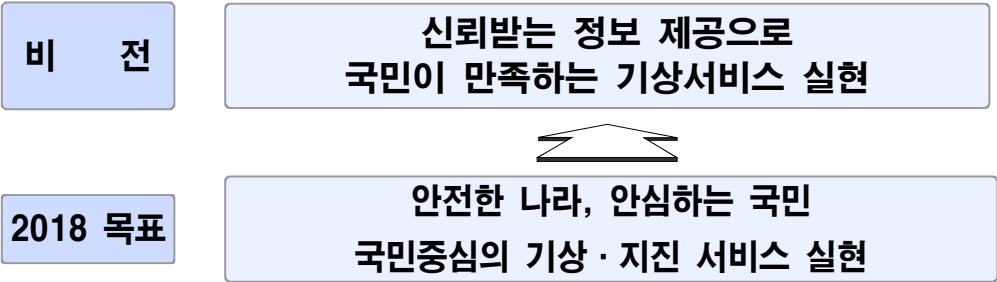 비 전
신뢰받는 정보 제공으로
국민이 만족하는 기상서비스 실현
2018 목표
안전한 나라, 안심하는 국민
국민중심의 기상·지진 서비스 실현